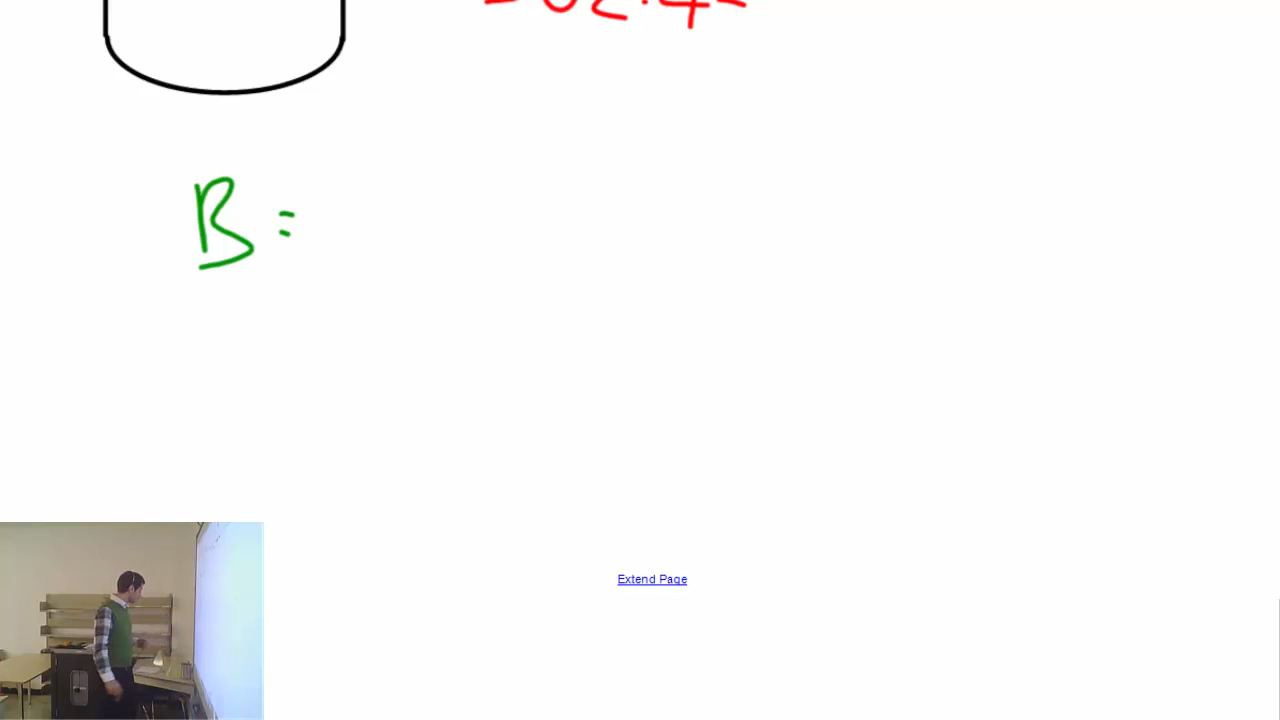 B =
Extend Page